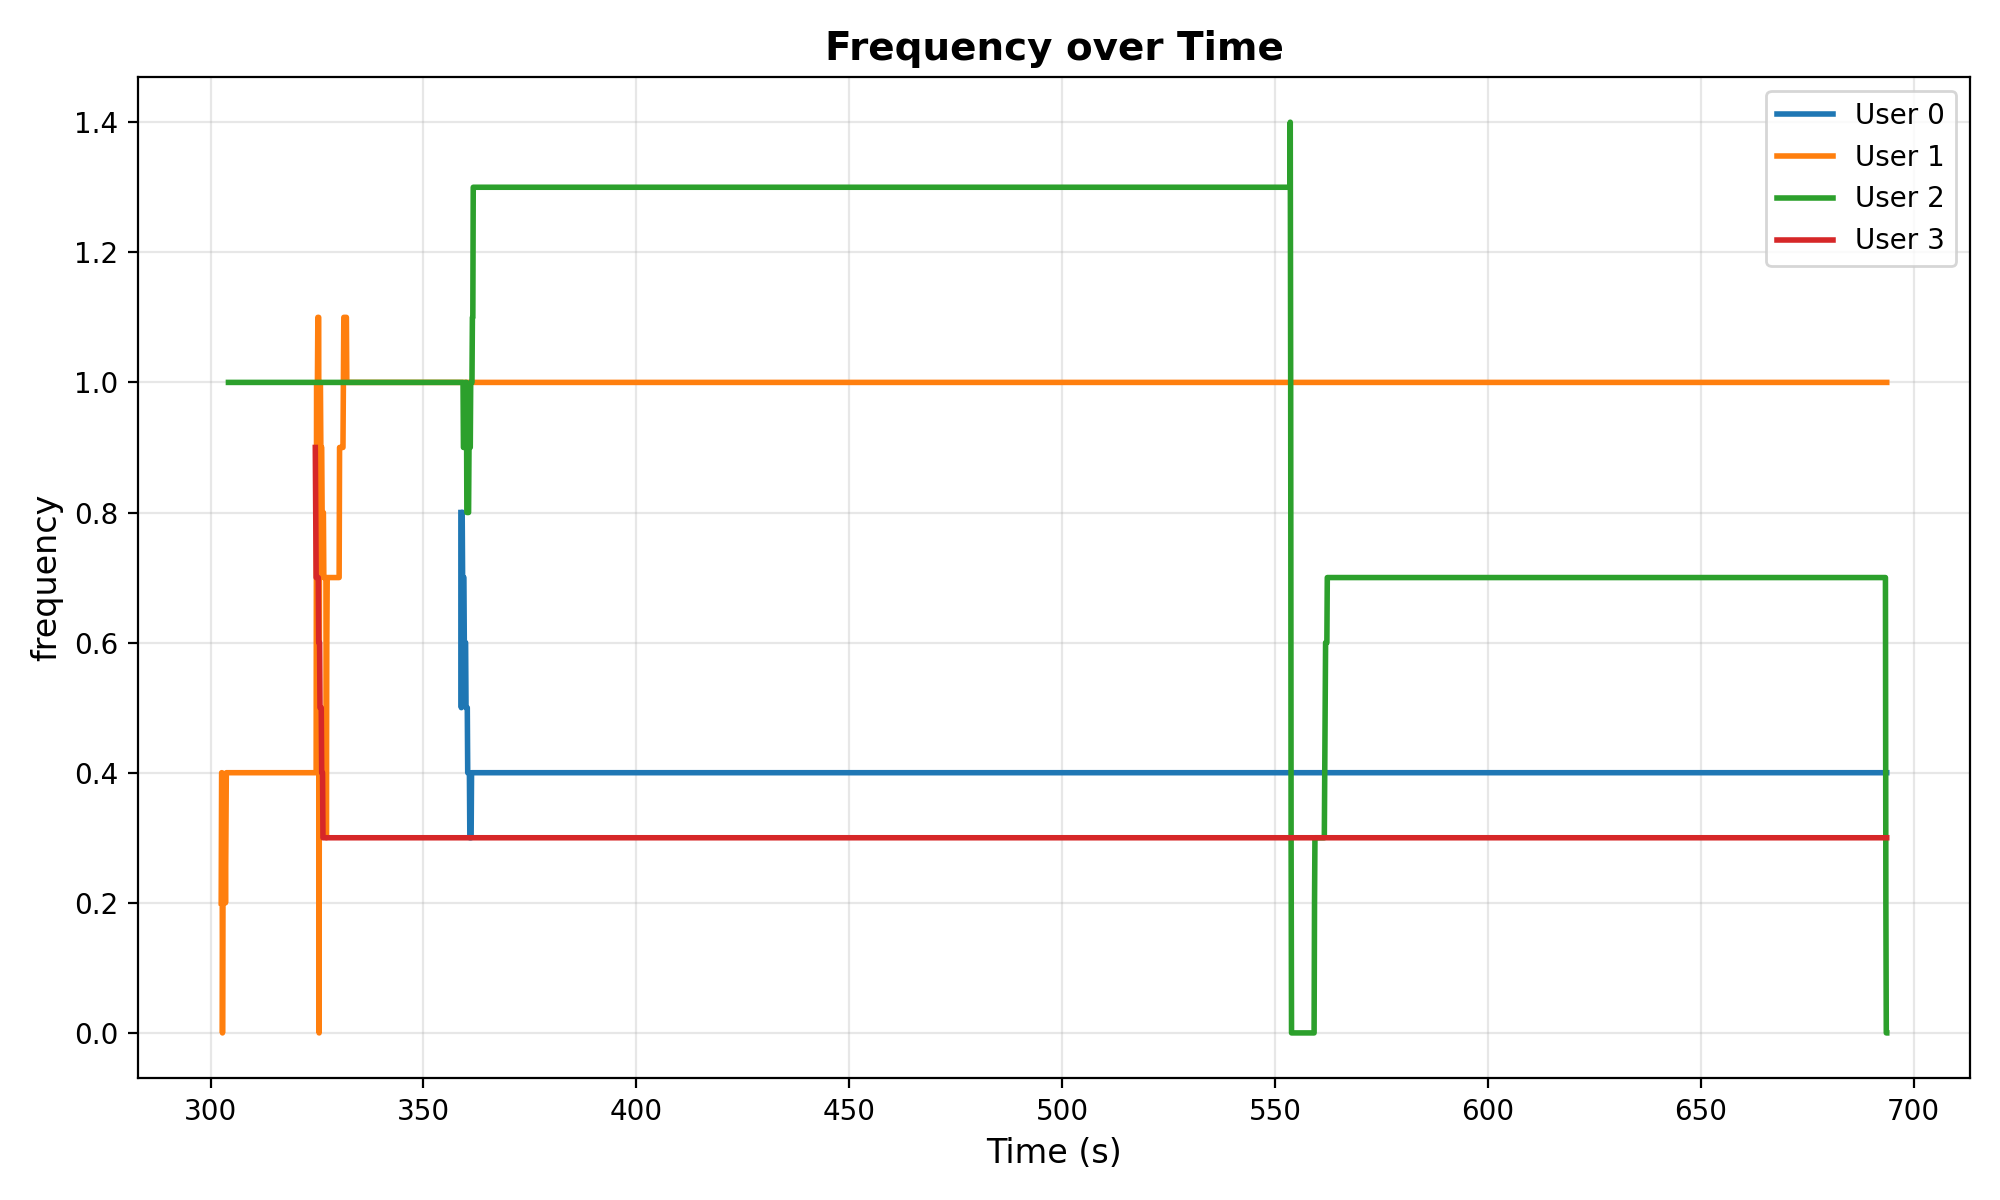 Frequency over Time
1.4
1.2
1.0
0.8
0.6
0.4
0.2
0.0
frequency
300 350 400 450 500 550 600 650 700
Time (s)
User 0
User 1
User 2
User 3